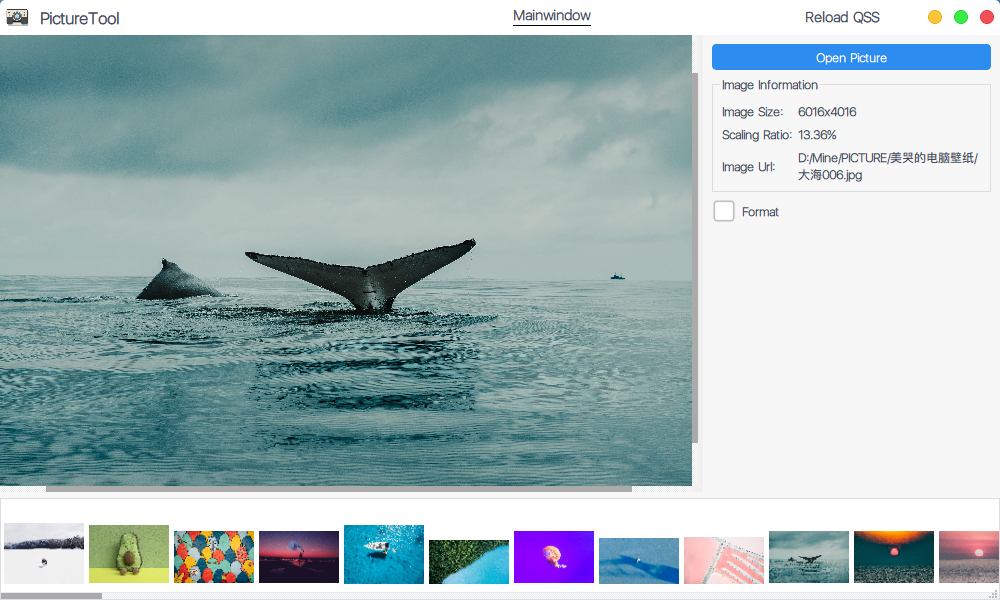 PictureTool
Mainwindow
Reload QSS
Open Picture
Image Information
Image Size: 6016x4016
Scaling Ratio: 13.36%
Image Url: D:/Mine/PICTURE/美哭的电脑壁纸/
大海006.jpg
Format